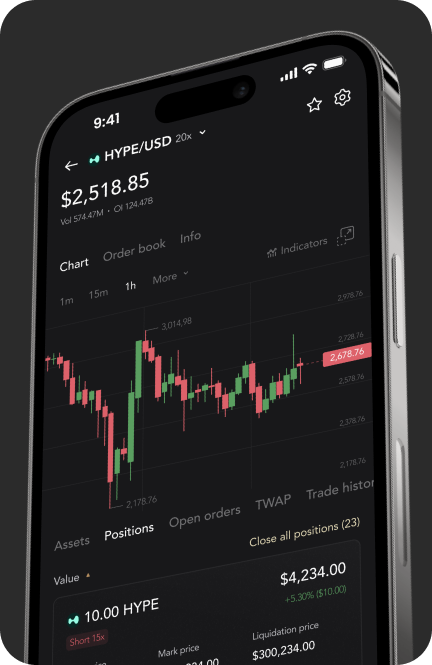 9:41
HYPE/USD 20x
$2,518.85
Vol 574.47M • OI 124.47B
Chart Order book Info
1m 15m 1h More Indicators
2,978.76
3,014,98
2,728.76
2,678.76
2,578.76
2,378.76
2,178.76
2,178.76
Assets Positions Open orders TWAP Trade histor
Close all positions (23)
Value
10.00 HYPE $4,234.00
Short 15x +5.30% ($10.00)
Mark price Liquidation price
$300,234.00